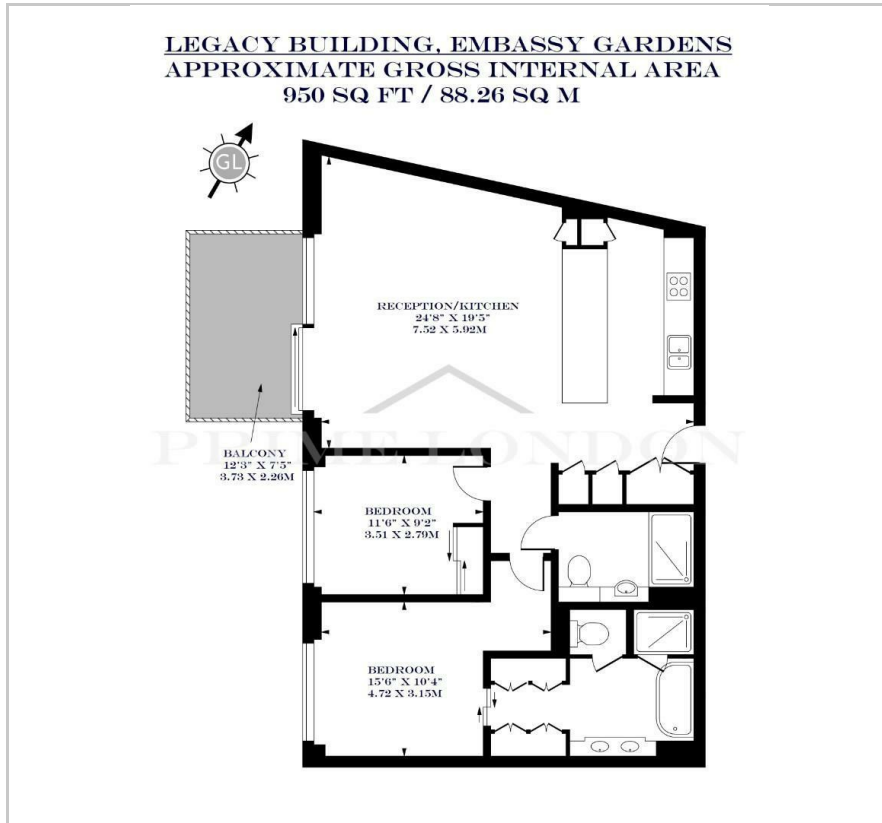 LEGACY BUILDING, EMBASSY GARDENS
APPROXIMATE GROSS INTERNAL AREA
950 SQ FT / 88.26 SQ M
GL
RECEPTION/KITCHEN
24'8" X 19'5"
7.52 X 5.92M
PRIME LONDON
BALCONY
12'3" X 7'5"
3.73 X 2.26M
BEDROOM
11'6" X 9'2"
3.51 X 2.79M
BEDROOM
15'6" X 10'4"
4.72 X 3.15M